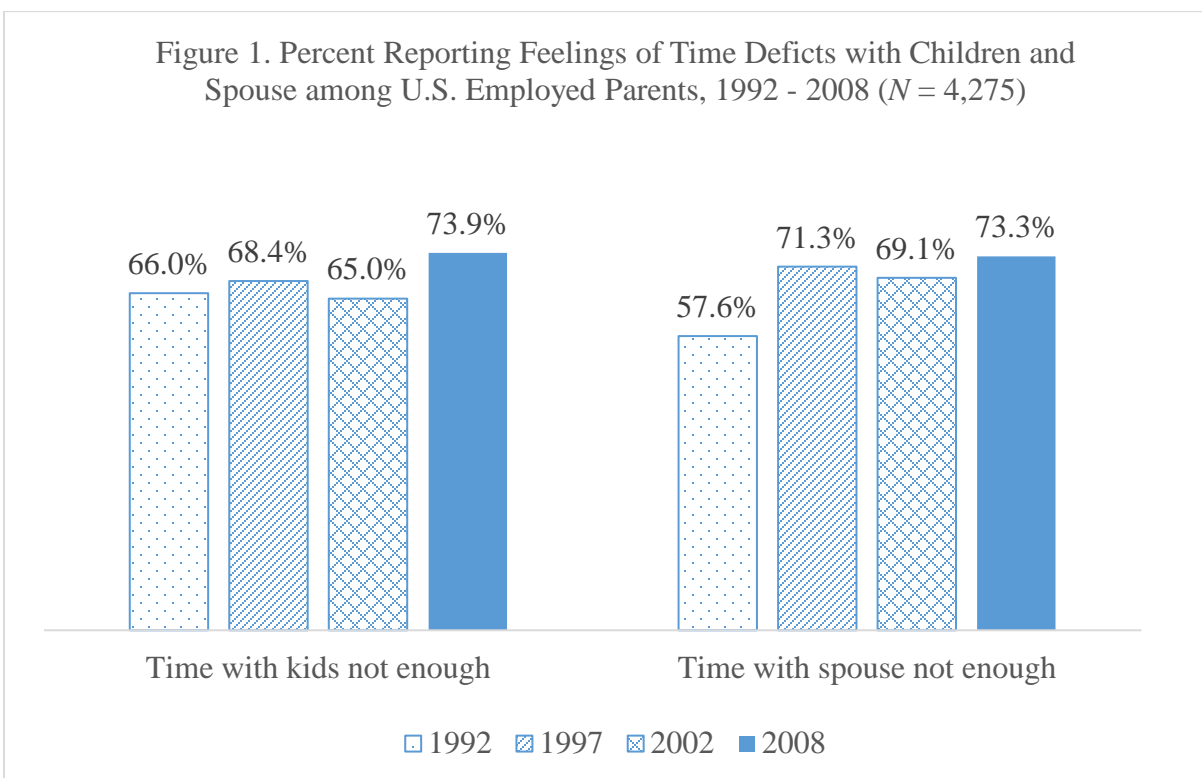 Figure 1. Percent Reporting Feelings of Time Deficts with Children and
Spouse among U.S. Employed Parents, 1992 - 2008 (N = 4,275)
66.0%
68.4%
65.0%
73.9%
57.6%
71.3%
69.1%
73.3%
Time with kids not enough
Time with spouse not enough
1992 1997 2002 2008